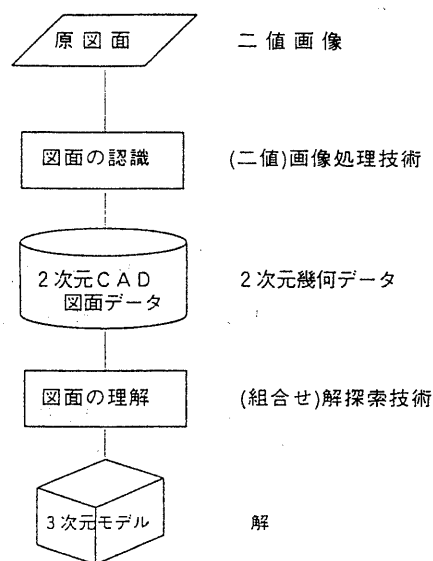 原図面 二値画像
図面の認識 (二値)画像処理技術
2次元CAD
図面データ 2次元幾何データ
図面の理解 (組合せ)解探索技術
3次元モデル 解